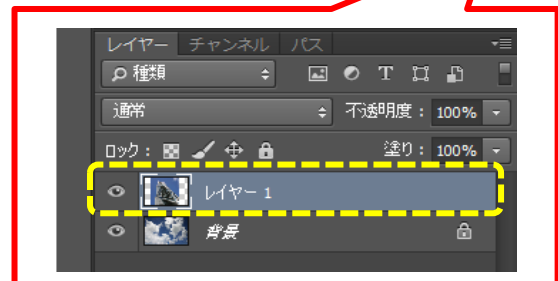 レイヤー チャンネル パス
種類 T
通常 不透明度： 100%
ロック： 塗り： 100%
レイヤー 1
背景